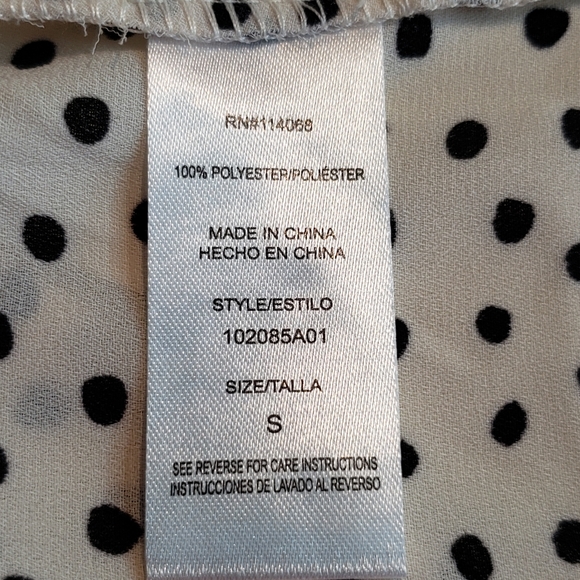 RN#114068
100% POLYESTER/POLIÉSTER
MADE IN CHINA
HECHO EN CHINA
STYLE/ESTILO
102085A01
SIZE/TALLA
S
SEE REVERSE FOR CARE INSTRUCTIONS
INSTRUCCIONES DE LAVADO AL REVERSO